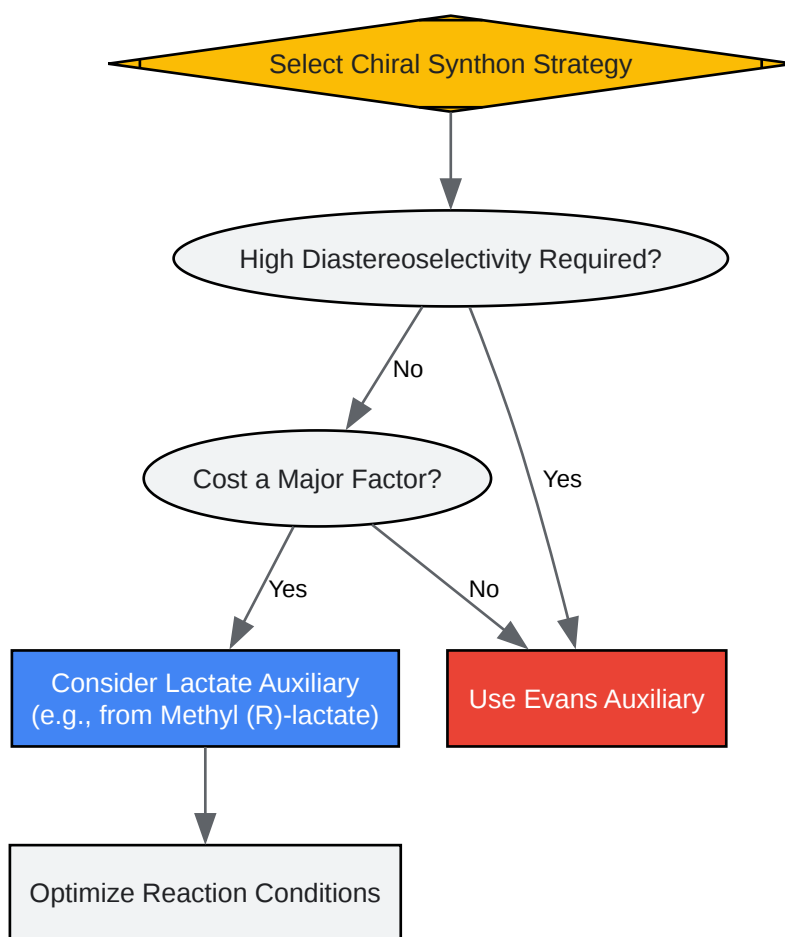 Select Chiral Synthon Strategy
High Diastereoselectivity Required?
No
Cost a Major Factor?
Yes
Yes
No
Consider Lactate Auxiliary
(e.g., from Methyl (R)-lactate)
Use Evans Auxiliary
Optimize Reaction Conditions